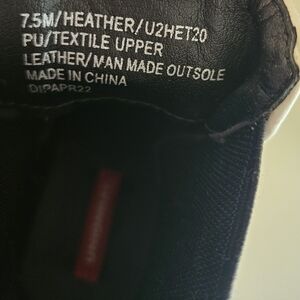 7.5M/HEATHER/U2HET20
PU/TEXTILE UPPER
LEATHER/MAN MADE OUTSOLE
MADE IN CHINA
DIPAPR22